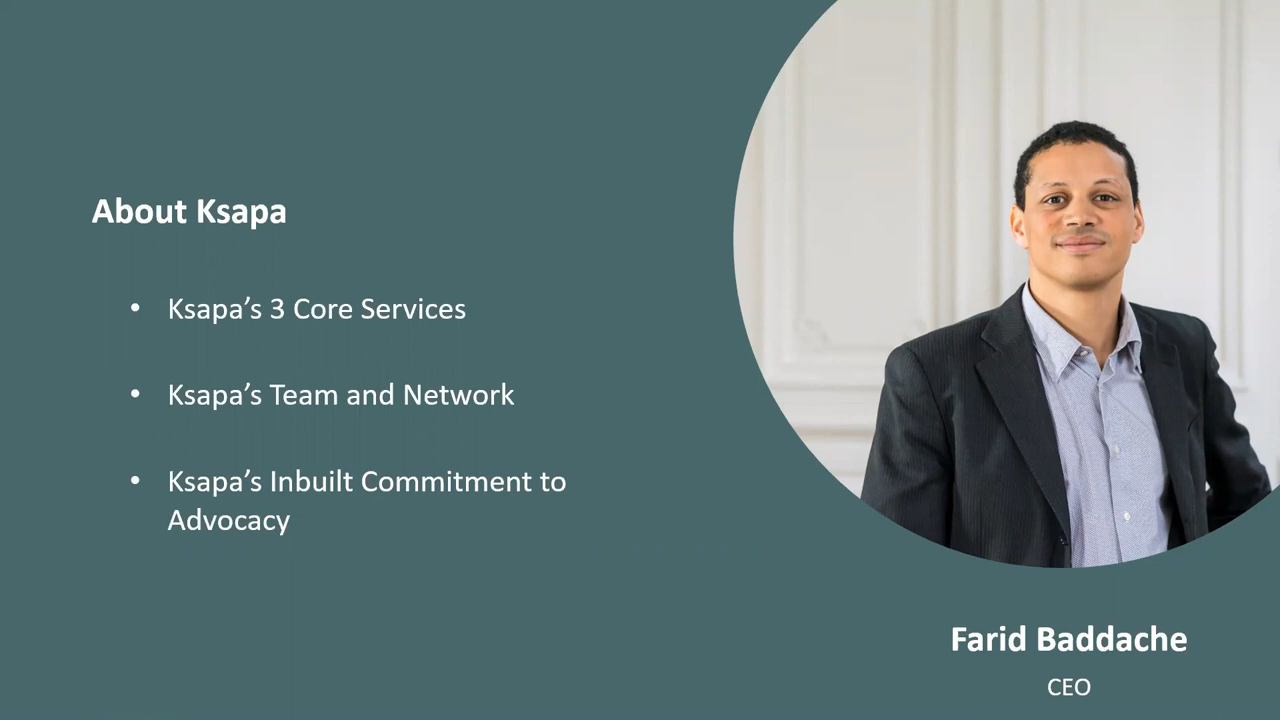 About Ksapa
• Ksapa’s 3 Core Services
• Ksapa’s Team and Network
• Ksapa’s Inbuilt Commitment to
Advocacy
Farid Baddache
CEO